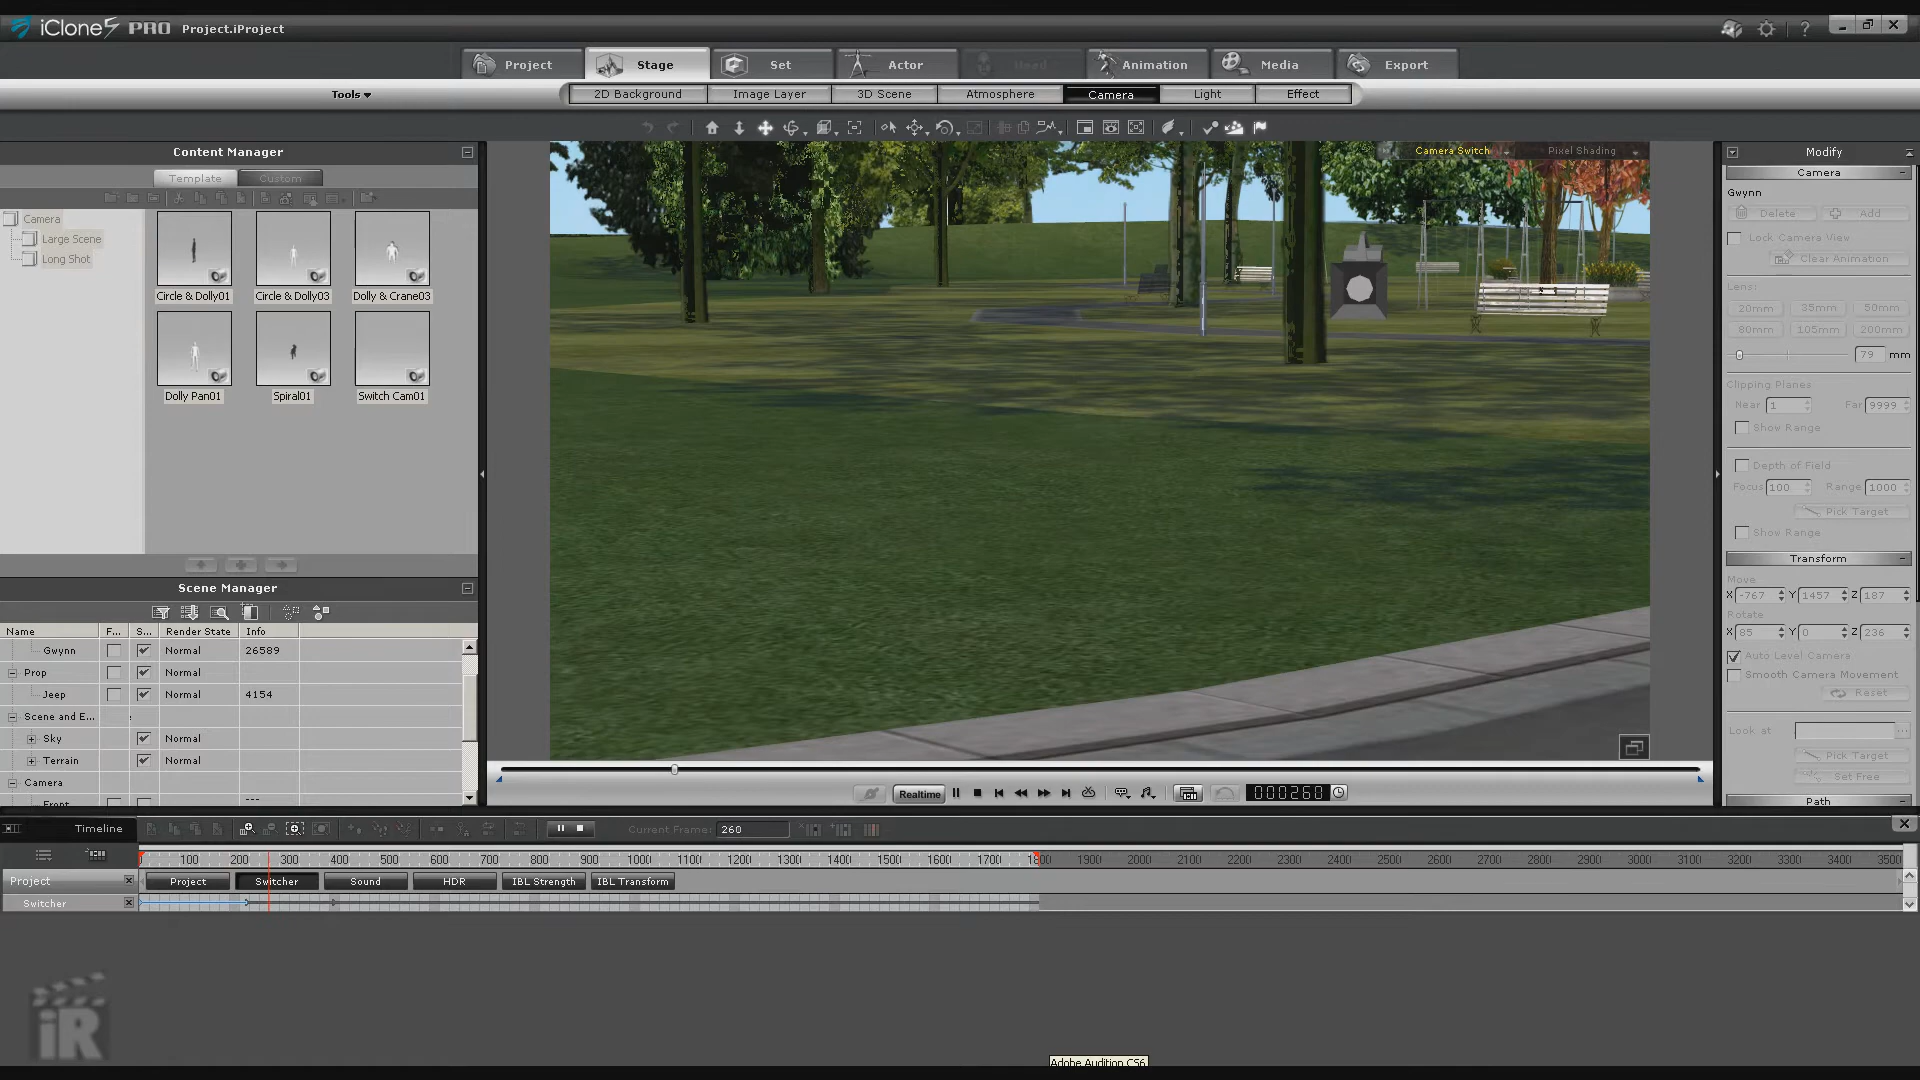 iClone5 PRO Project.iProject
Project Stage Set Actor Head Animation Media Export
Tools 2D Background Image Layer 3D Scene Atmosphere Camera Light Effect
Content Manager
Template Custom
Camera
Large Scene
Long Shot
Circle & Dolly01 Circle & Dolly03 Dolly & Crane03
Dolly Pan01 Spiral01 Switch Cam01
Scene Manager
Name F... S... Render State Info
Gwynn Normal 26589
Prop Normal
Jeep Normal 4154
Scene and E...
Sky Normal
Terrain Normal
Camera
Front ---
Camera Switch Pixel Shading
Realtime 000260
Modify
Camera
Gwynn
Delete Add
Lock Camera View
Clear Animation
Lens:
20mm 35mm 50mm
80mm 105mm 200mm
79 mm
Clipping Planes
Near 1 Far 9999
Show Range
Depth of Field
Focus 100 Range 1000
Pick Target
Show Range
Transform
Move
X -767 Y 1457 Z 187
Rotate
X 85 Y 0 Z 236
Auto Level Camera
Smooth Camera Movement
Reset
Look at ...
Pick Target
Set Free
Path
Timeline Current Frame: 260
100 200 300 400 500 600 700 800 900 1000 1100 1200 1300 1400 1500 1600 1700 1800 1900 2000 2100 2200 2300 2400 2500 2600 2700 2800 2900 3000 3100 3200 3300 3400 3500
Project Project Switcher Sound HDR IBL Strength IBL Transform
Switcher
iR
Adobe Audition CS6